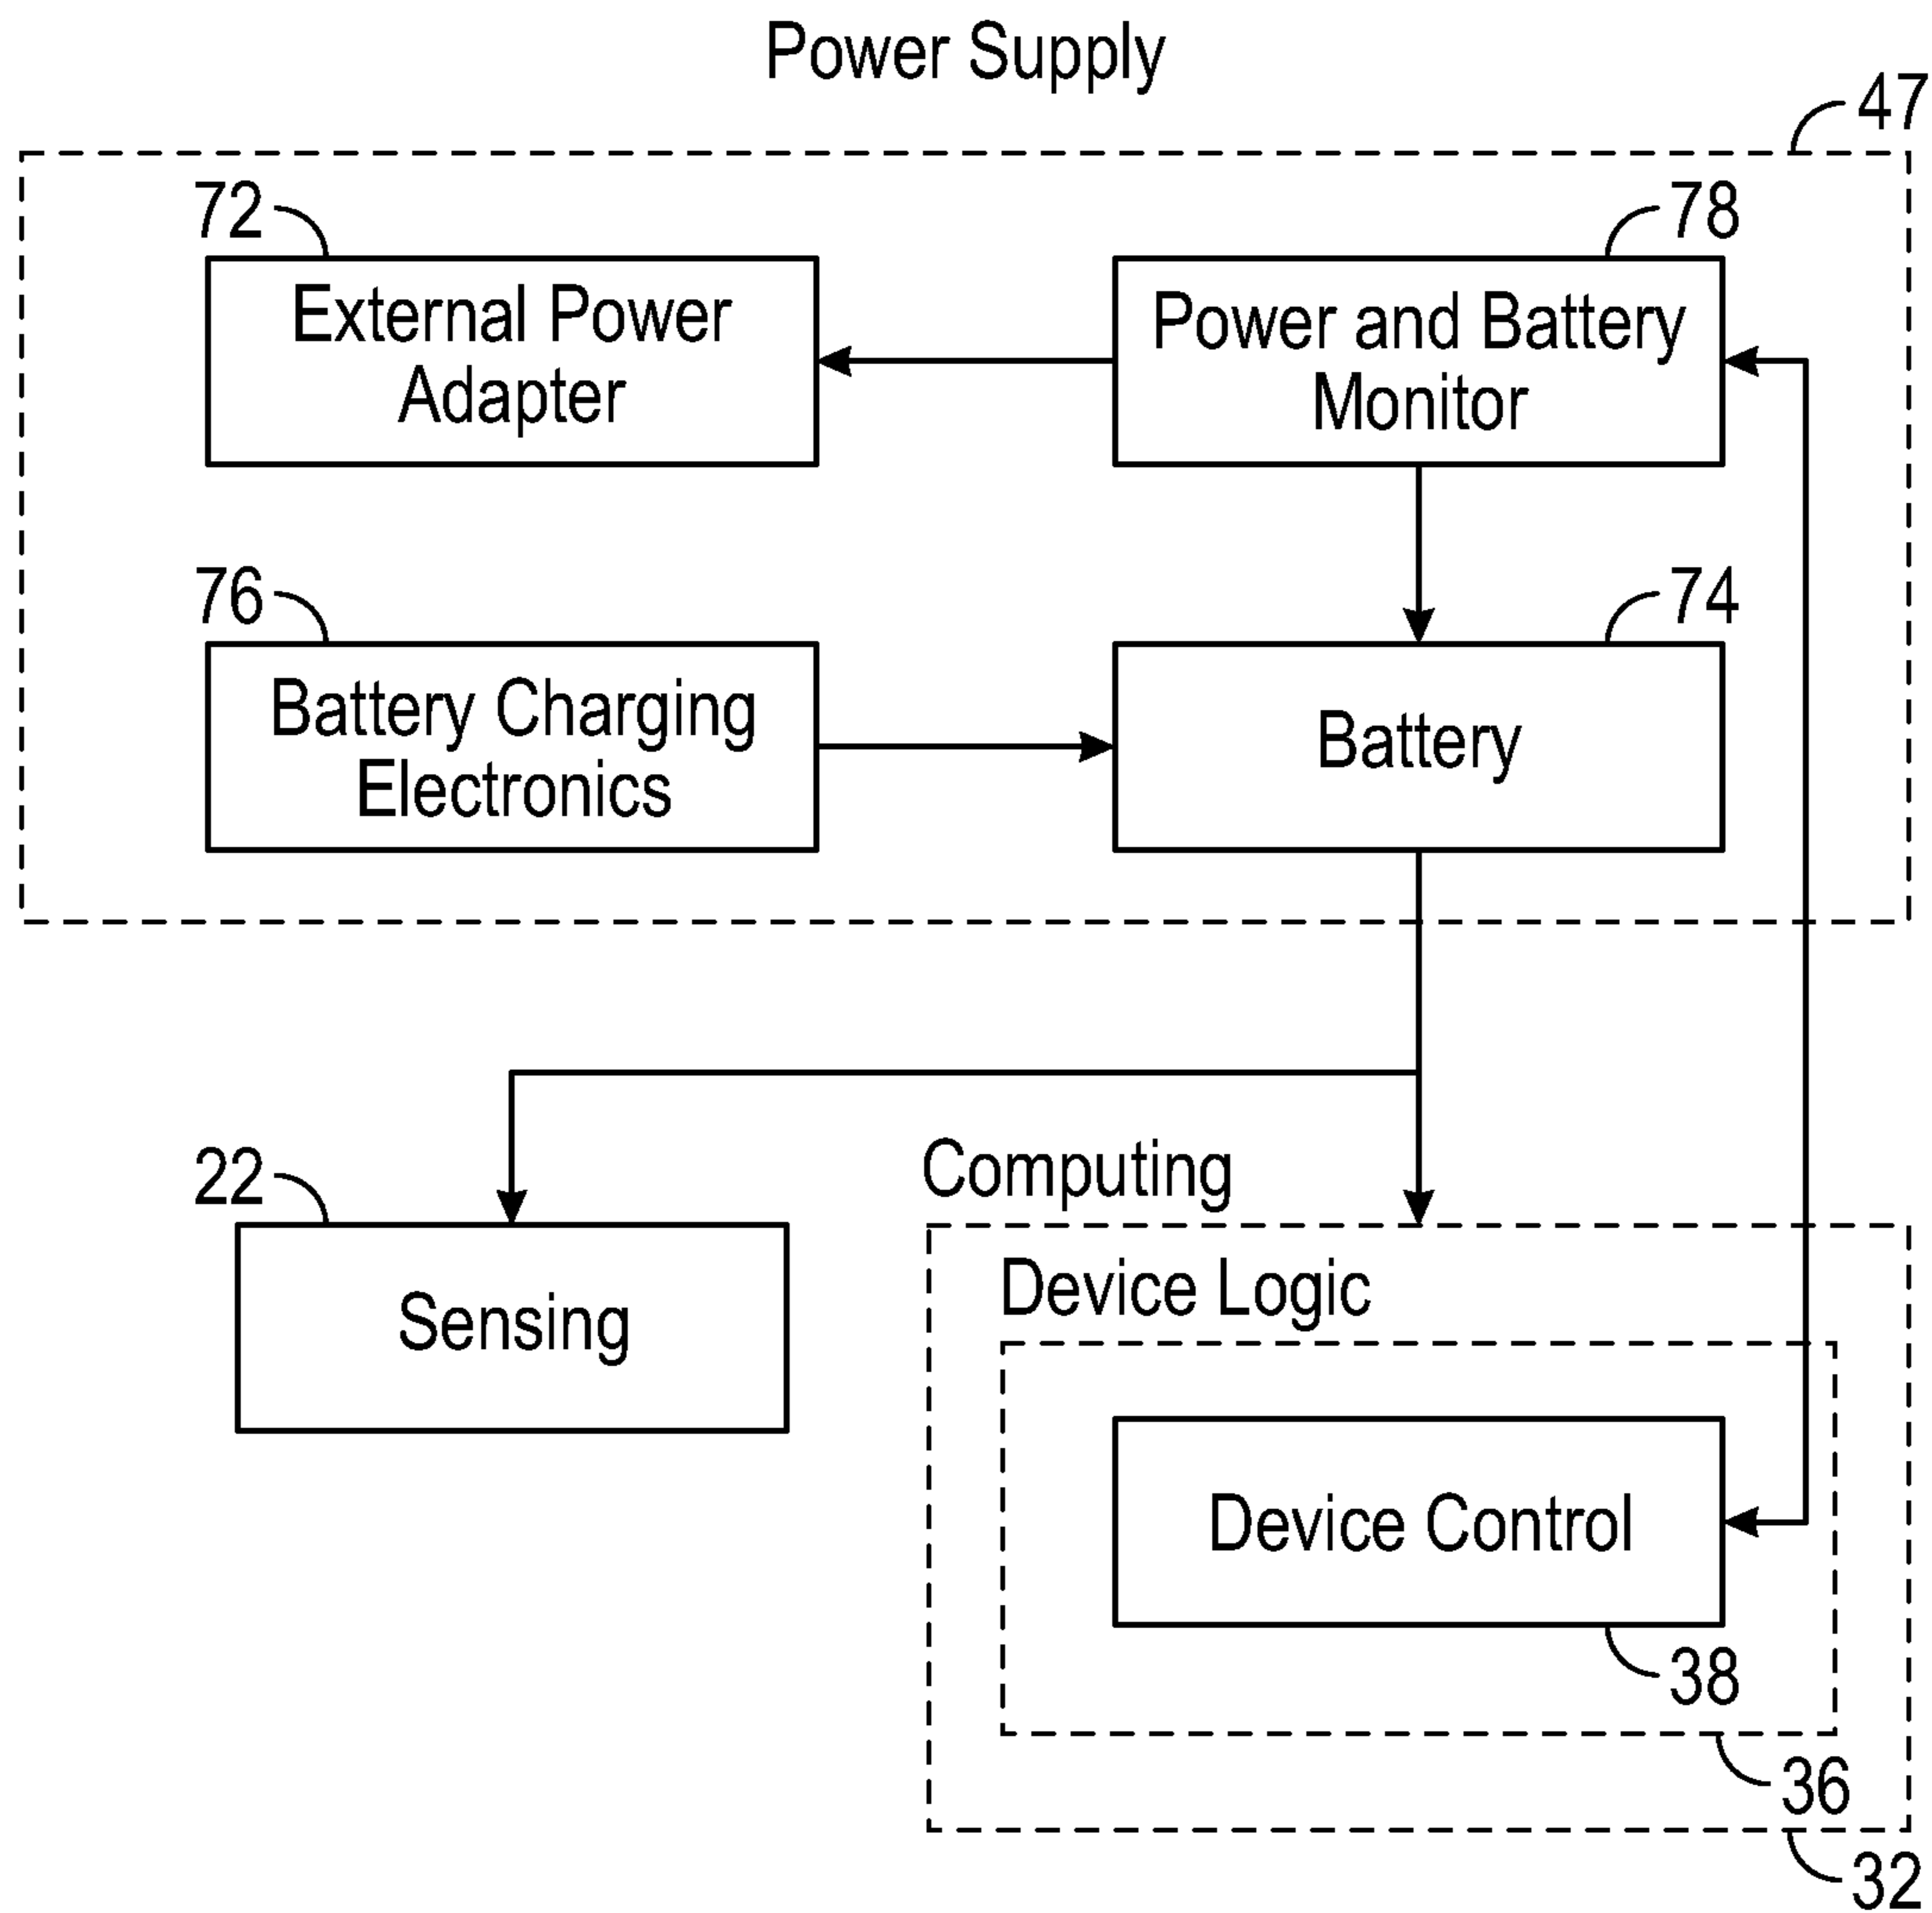 Power Supply
47
72
78
External Power
Adapter
Power and Battery
Monitor
76
74
Battery Charging
Electronics
Battery
22
Computing
Sensing
Device Logic
Device Control
38
36
32